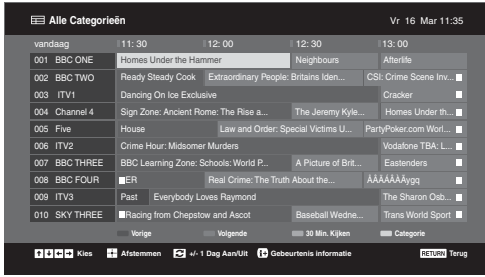 Alle Categorieën Vr 16 Mar 11:35
vandaag 11:30 12:00 12:30 13:00
001 BBC ONE Homes Under the Hammer Neighbours Afterlife
002 BBC TWO Ready Steady Cook Extraordinary People: Britains Iden... CSI: Crime Scene Inv...
003 ITV1 Dancing On Ice Exclusive Cracker
004 Channel 4 Sign Zone: Ancient Rome: The Rise a... The Jeremy Kyle... Homes Under th...
005 Five House Law and Order: Special Victims U... PartyPoker.com Worl...
006 ITV2 Crime Hour: Midsomer Murders Vodafone TBA: L...
007 BBC THREE BBC Learning Zone: Schools: World P... A Picture of Brit... Eastenders
008 BBC FOUR ER Real Crime: The Truth About the... ÂÂÂÂÂÂygq
009 ITV3 Past Everybody Loves Raymond The Sharon Osb...
010 SKY THREE Racing from Chepstow and Ascot Baseball Wedne... Trans World Sport
Vorige Volgende 30 Min. Kijken Categorie
Kies Afstemmen +/- 1 Dag Aan/Uit Gebeurtenis informatie RETURN Terug